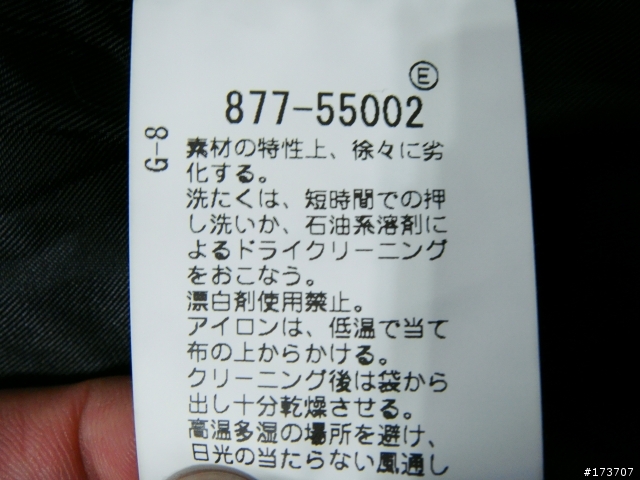 Ⓔ
877-55002
G-8
素材の特性上、徐々に劣
化する。
洗たくは、短時間での押
し洗いか、石油系溶剤に
よるドライクリーニング
をおこなう。
漂白剤使用禁止。
アイロンは、低温で当て
布の上からかける。
クリーニング後は袋から
出し十分乾燥させる。
高温多湿の場所を避け、
日光の当たらない風通し
#173707